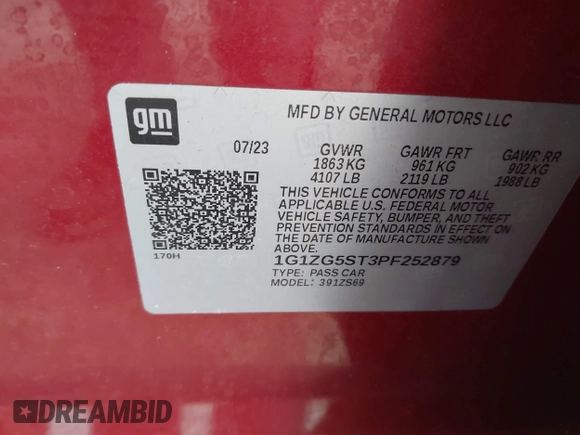 gm
MFD BY GENERAL MOTORS LLC
07/23 GVWR GAWR FRT GAWR RR
1863 KG 961 KG 902 KG
4107 LB 2119 LB 1988 LB
THIS VEHICLE CONFORMS TO ALL
APPLICABLE U.S. FEDERAL MOTOR
VEHICLE SAFETY, BUMPER, AND THEFT
PREVENTION STANDARDS IN EFFECT ON
THE DATE OF MANUFACTURE SHOWN
ABOVE.
170H
1G1ZG5ST3PF252879
TYPE: PASS CAR
MODEL: 391ZS69
DREAMBID